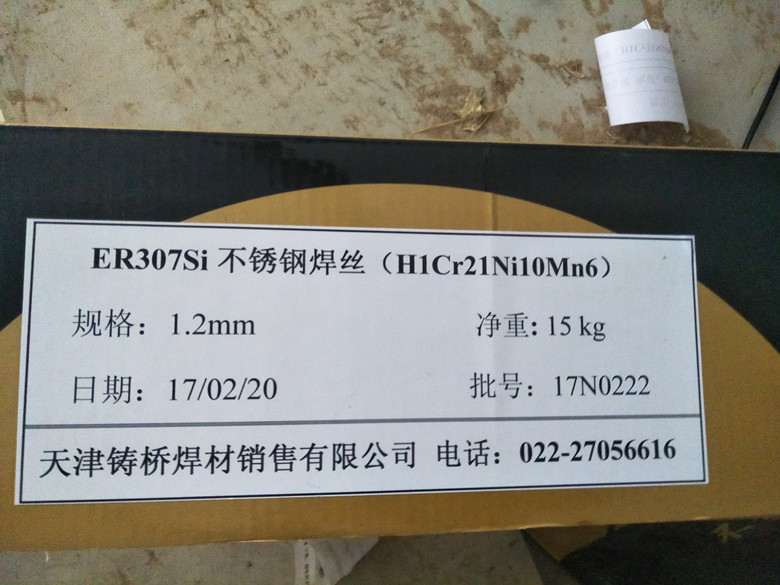 ER307Si 不锈钢焊丝（H1Cr21Ni10Mn6）
规格：1.2mm 净重: 15 kg
日期：17/02/20 批号：17N0222
天津铸桥焊材销售有限公司 电话：022-27056616